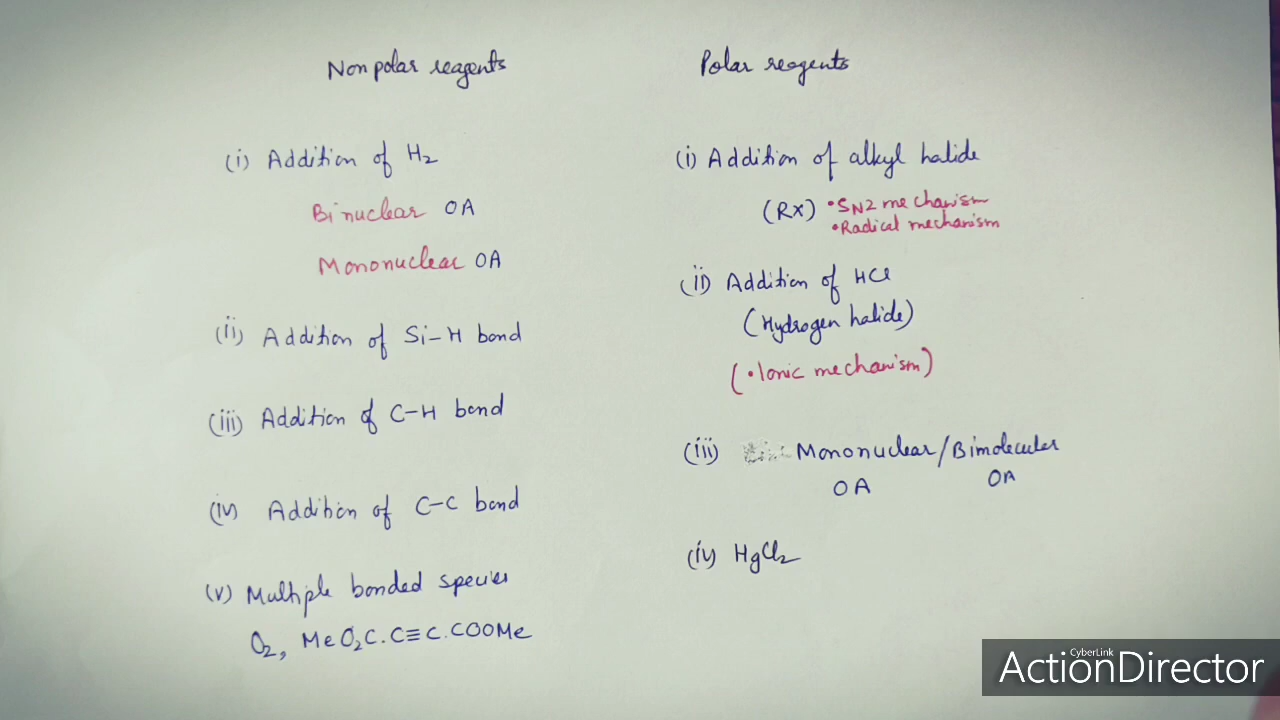 Non polar reagents
(i) Addition of H2
Binuclear OA
Mononuclear OA
(ii) Addition of Si-H bond
(iii) Addition of C-H bond
(iv) Addition of C-C bond
(v) Multiple bonded species
O2, MeO2C.C≡C.COOMe
Polar reagents
(i) Addition of alkyl halide
(RX) • SN2 mechanism
• Radical mechanism
(ii) Addition of HCl
(Hydrogen halide)
(• Ionic mechanism)
(iii) Mononuclear/Bimolecular
OA OA
(iv) HgCl2
CyberLink
ActionDirector